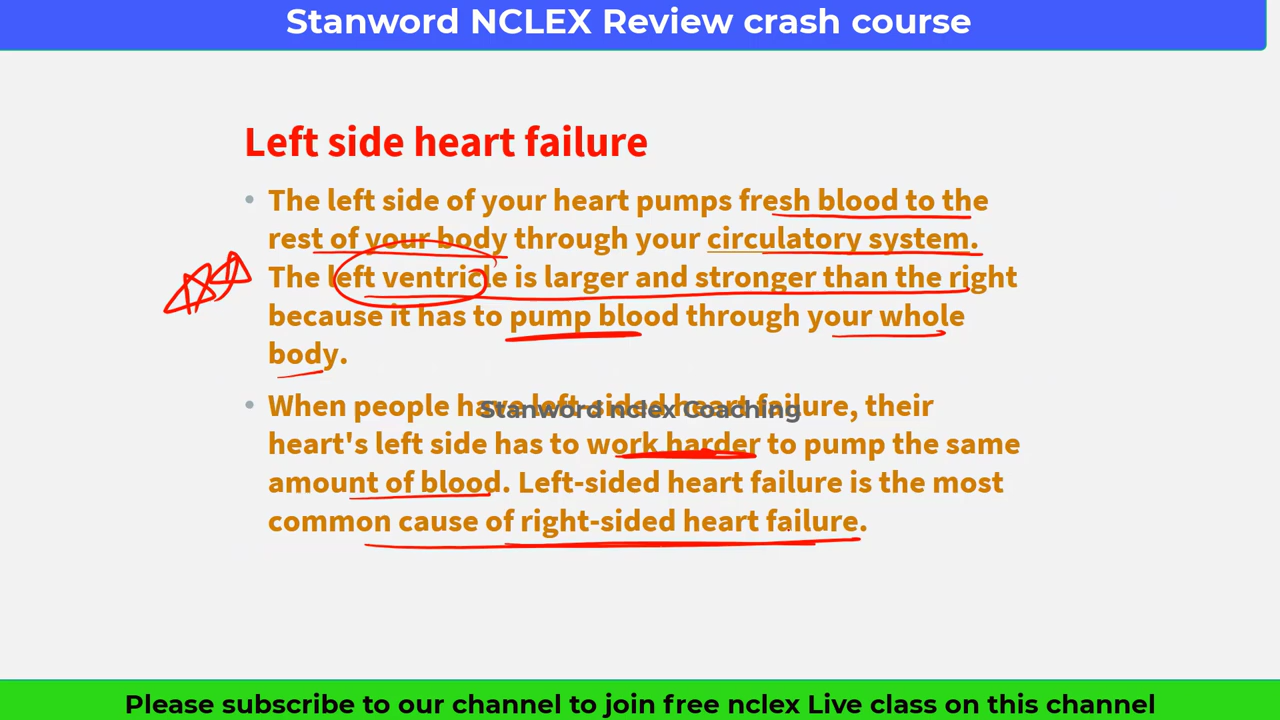 Stanword NCLEX Review crash course
Left side heart failure
• The left side of your heart pumps fresh blood to the
rest of your body through your circulatory system.
The left ventricle is larger and stronger than the right
because it has to pump blood through your whole
body.
• When people have left-sided heart failure, their
Stanword nclex Coaching
heart's left side has to work harder to pump the same
amount of blood. Left-sided heart failure is the most
common cause of right-sided heart failure.
Please subscribe to our channel to join free nclex Live class on this channel